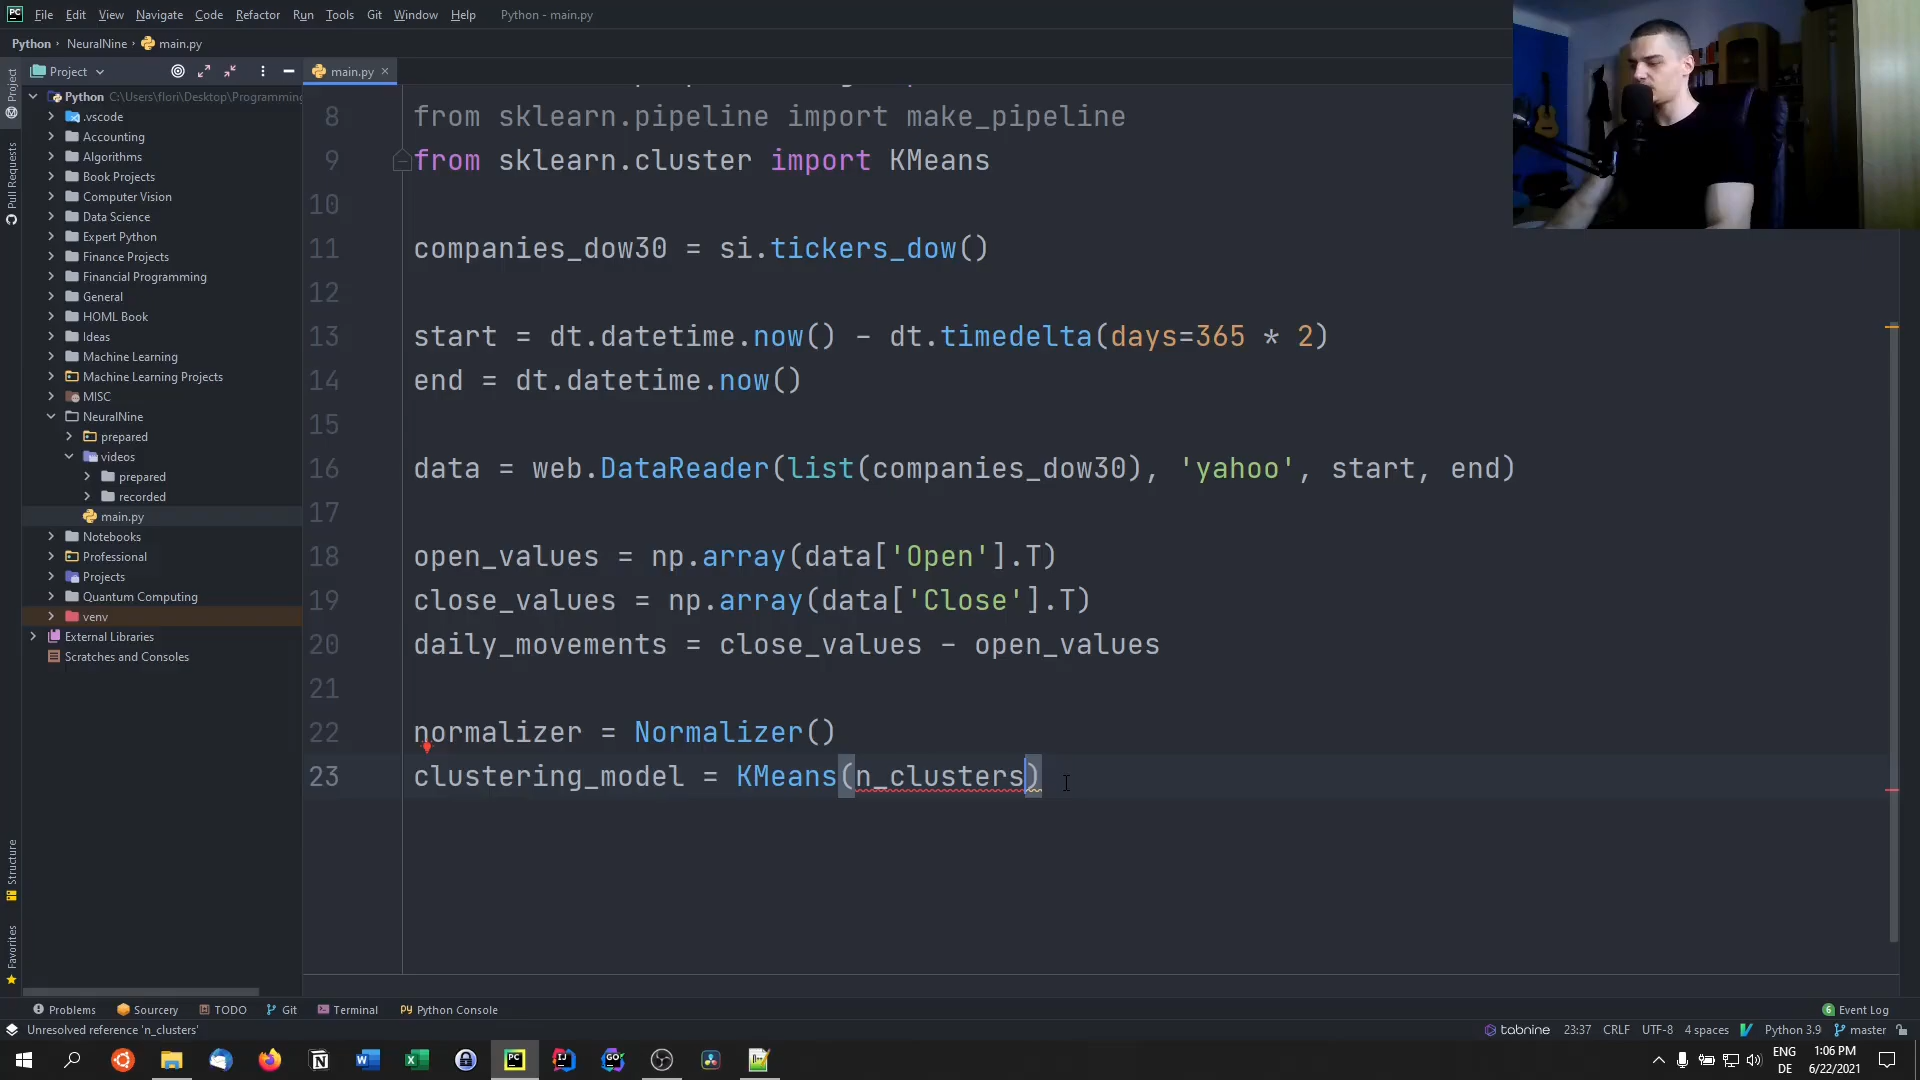 File Edit View Navigate Code Refactor Run Tools Git Window Help Python - main.py
Python NeuralNine main.py
Project main.py
Project
Pull Requests
Structure
Favorites
Python C:\Users\flori\Desktop\Programming
.vscode
Accounting
Algorithms
Book Projects
Computer Vision
Data Science
Expert Python
Finance Projects
Financial Programming
General
HOML Book
Ideas
Machine Learning
Machine Learning Projects
MISC
NeuralNine
prepared
videos
prepared
recorded
main.py
Notebooks
Professional
Projects
Quantum Computing
venv
External Libraries
Scratches and Consoles
8 from sklearn.pipeline import make_pipeline
9 from sklearn.cluster import KMeans
10
11 companies_dow30 = si.tickers_dow()
12
13 start = dt.datetime.now() - dt.timedelta(days=365 * 2)
14 end = dt.datetime.now()
15
16 data = web.DataReader(list(companies_dow30), 'yahoo', start, end)
17
18 open_values = np.array(data['Open'].T)
19 close_values = np.array(data['Close'].T)
20 daily_movements = close_values - open_values
21
22 normalizer = Normalizer()
23 clustering_model = KMeans(n_clusters)
Problems Sourcery TODO Git Terminal Python Console Event Log
Unresolved reference 'n_clusters' tabnine 23:37 CRLF UTF-8 4 spaces Python 3.9 master
ENG 1:06 PM
DE 6/22/2021